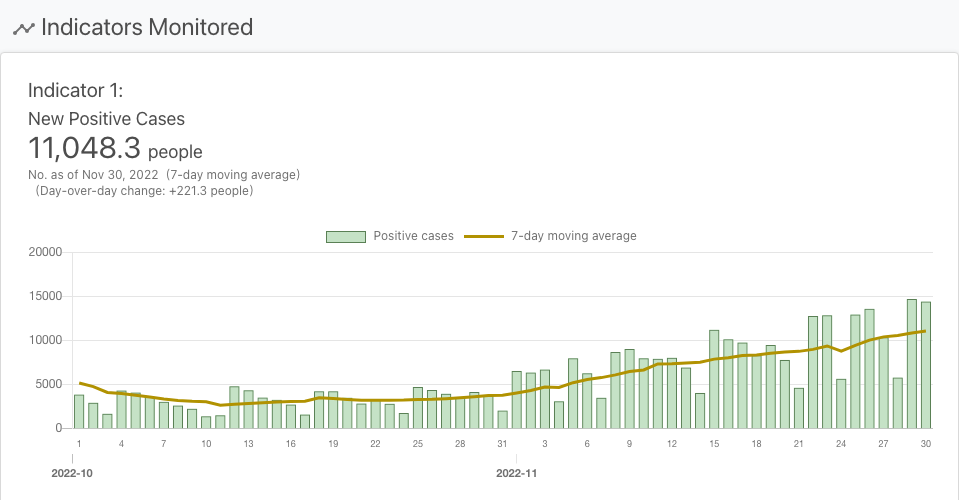 Indicators Monitored
Indicator 1:
New Positive Cases
11,048.3 people
No. as of Nov 30, 2022 (7-day moving average)
(Day-over-day change: +221.3 people)
Positive cases 7-day moving average
20000
15000
10000
5000
0
1 4 7 10 13 16 19 22 25 28 31 3 6 9 12 15 18 21 24 27 30
2022-10 2022-11